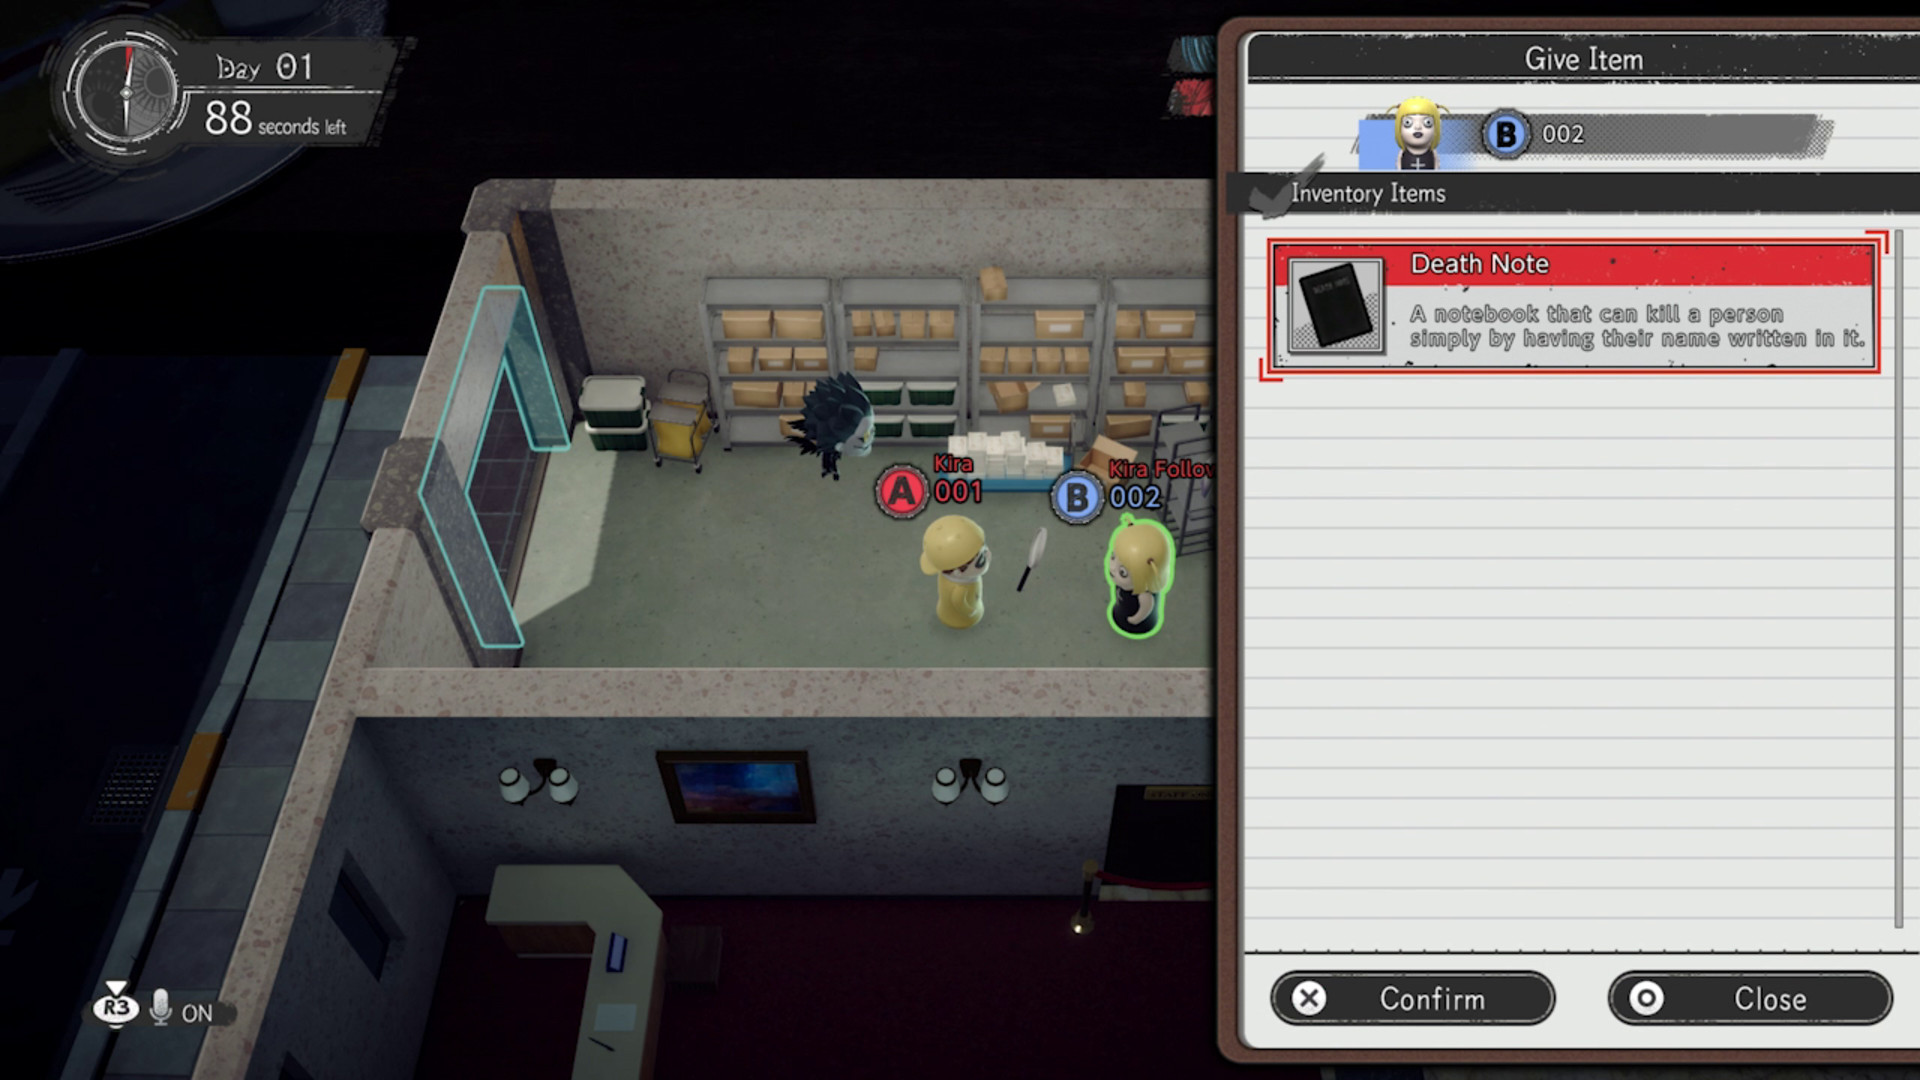 Day 01
88 seconds left
Give Item
B 002
Inventory Items
Death Note
A notebook that can kill a person
simply by having their name written in it.
Kira
A 001
Kira Follow
B 002
R3 ON
Confirm
Close